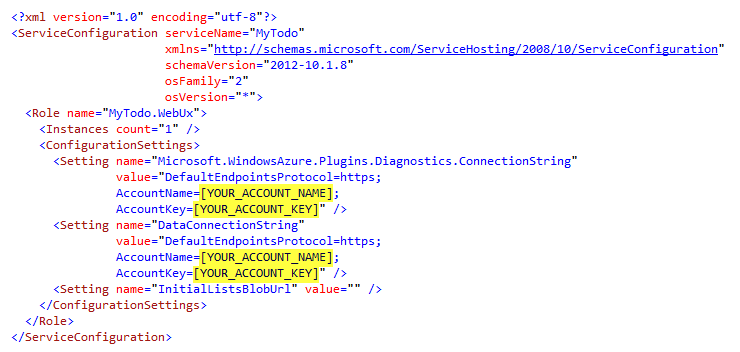 <?xml version="1.0" encoding="utf-8"?>
<ServiceConfiguration serviceName="MyTodo"
xmlns="http://schemas.microsoft.com/ServiceHosting/2008/10/ServiceConfiguration"
schemaVersion="2012-10.1.8"
osFamily="2"
osVersion="*">
<Role name="MyTodo.WebUx">
<Instances count="1" />
<ConfigurationSettings>
<Setting name="Microsoft.WindowsAzure.Plugins.Diagnostics.ConnectionString"
value="DefaultEndpointsProtocol=https;
AccountName=[YOUR_ACCOUNT_NAME];
AccountKey=[YOUR_ACCOUNT_KEY]" />
<Setting name="DataConnectionString"
value="DefaultEndpointsProtocol=https;
AccountName=[YOUR_ACCOUNT_NAME];
AccountKey=[YOUR_ACCOUNT_KEY]" />
<Setting name="InitialListsBlobUrl" value="" />
</ConfigurationSettings>
</Role>
</ServiceConfiguration>